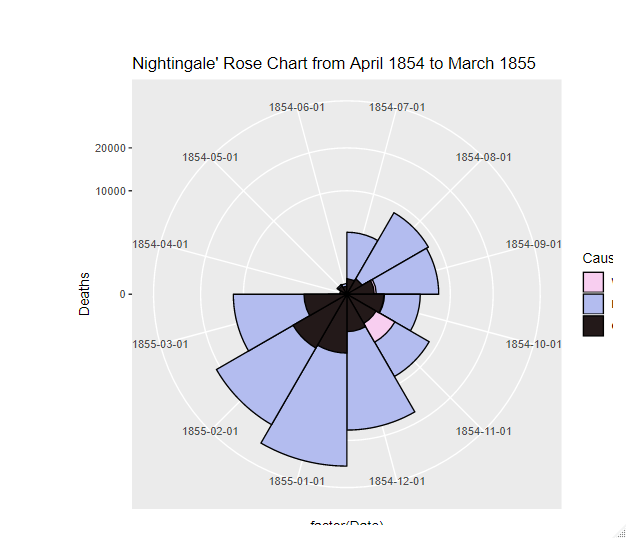 Nightingale' Rose Chart from April 1854 to March 1855
1854-06-01 1854-07-01
20000
1854-05-01 1854-08-01
10000
1854-04-01 1854-09-01
Caus
Deaths
0
1855-03-01 1854-10-01
1855-02-01 1854-11-01
1855-01-01 1854-12-01
factor(Date)